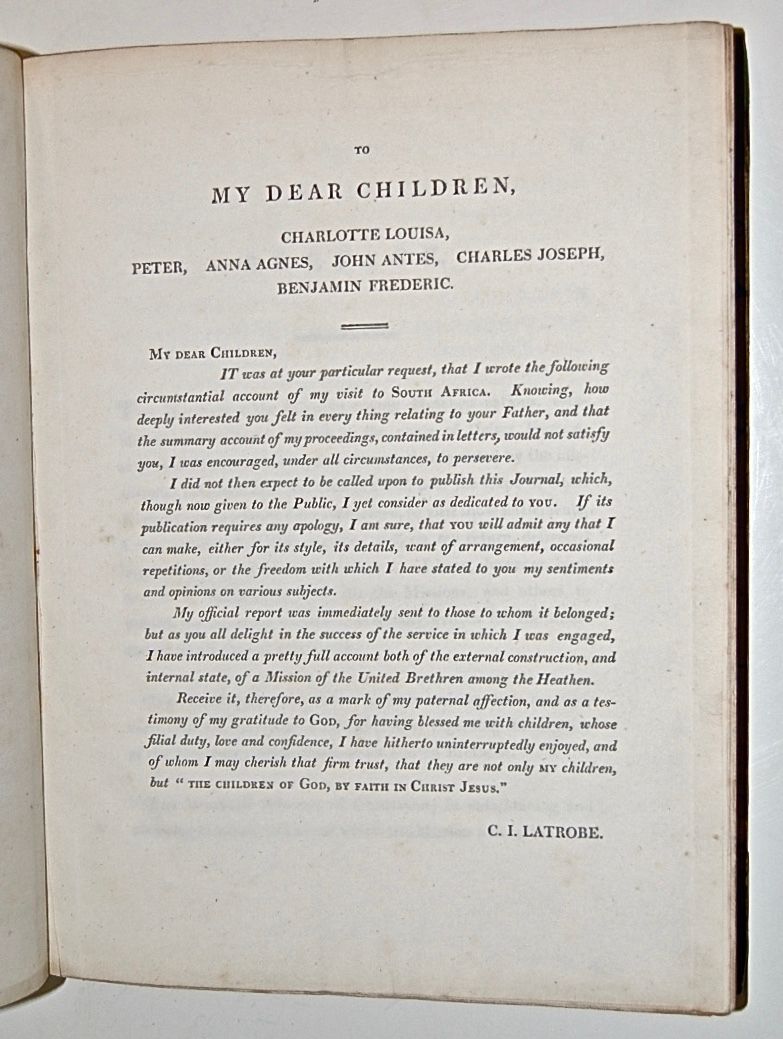 TO
MY DEAR CHILDREN,
CHARLOTTE LOUISA,
PETER, ANNA AGNES, JOHN ANTES, CHARLES JOSEPH,
BENJAMIN FREDERIC.
MY DEAR CHILDREN,
IT was at your particular request, that I wrote the following
circumstantial account of my visit to SOUTH AFRICA. Knowing, how
deeply interested you felt in every thing relating to your Father, and that
the summary account of my proceedings, contained in letters, would not satisfy
you, I was encouraged, under all circumstances, to persevere.
I did not then expect to be called upon to publish this Journal, which,
though now given to the Public, I yet consider as dedicated to YOU. If its
publication requires any apology, I am sure, that YOU will admit any that I
can make, either for its style, its details, want of arrangement, occasional
repetitions, or the freedom with which I have stated to you my sentiments
and opinions on various subjects.
My official report was immediately sent to those to whom it belonged;
but as you all delight in the success of the service in which I was engaged,
I have introduced a pretty full account both of the external construction, and
internal state, of a Mission of the United Brethren among the Heathen.
Receive it, therefore, as a mark of my paternal affection, and as a tes-
timony of my gratitude to GOD, for having blessed me with children, whose
filial duty, love and confidence, I have hitherto uninterruptedly enjoyed, and
of whom I may cherish that firm trust, that they are not only MY children,
but "THE CHILDREN OF GOD, BY FAITH IN CHRIST JESUS."
C. I. LATROBE.